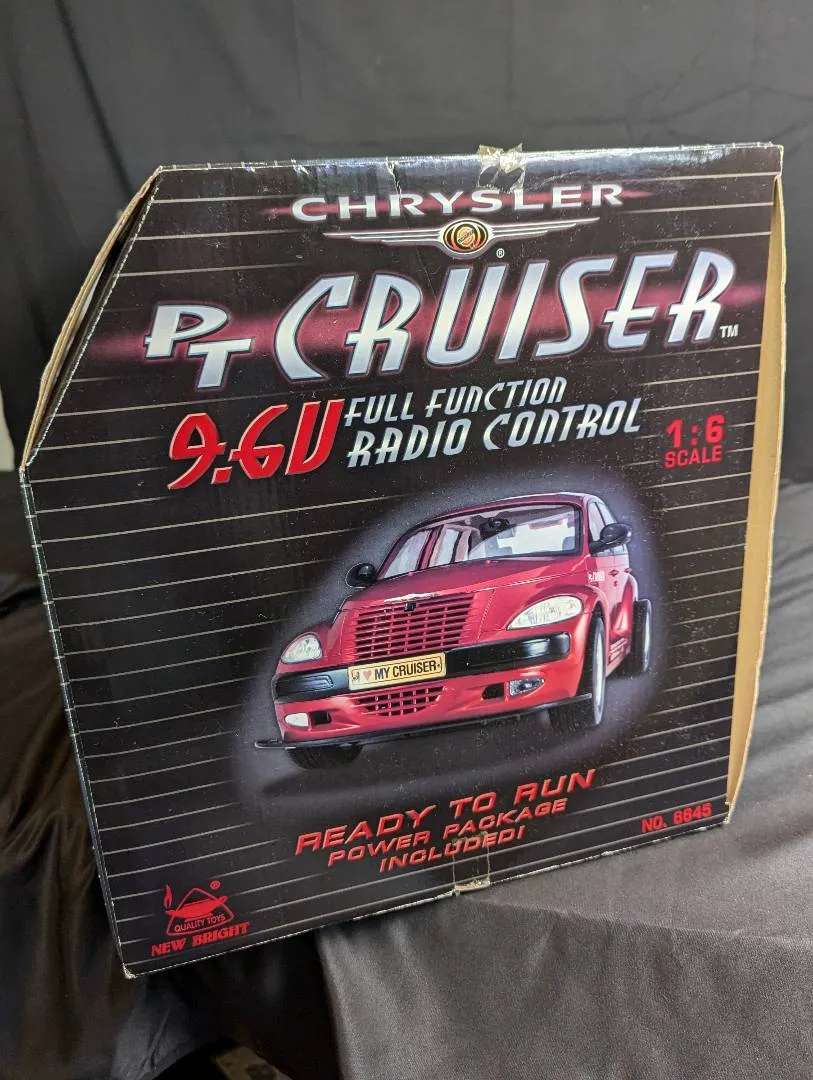 CHRYSLER
®
PT CRUISER™
9.6V FULL FUNCTION
RADIO CONTROL
1:6
SCALE
I ♥ MY CRUISER
READY TO RUN
POWER PACKAGE
INCLUDED!
NO. 6645
®
QUALITY TOYS
NEW BRIGHT